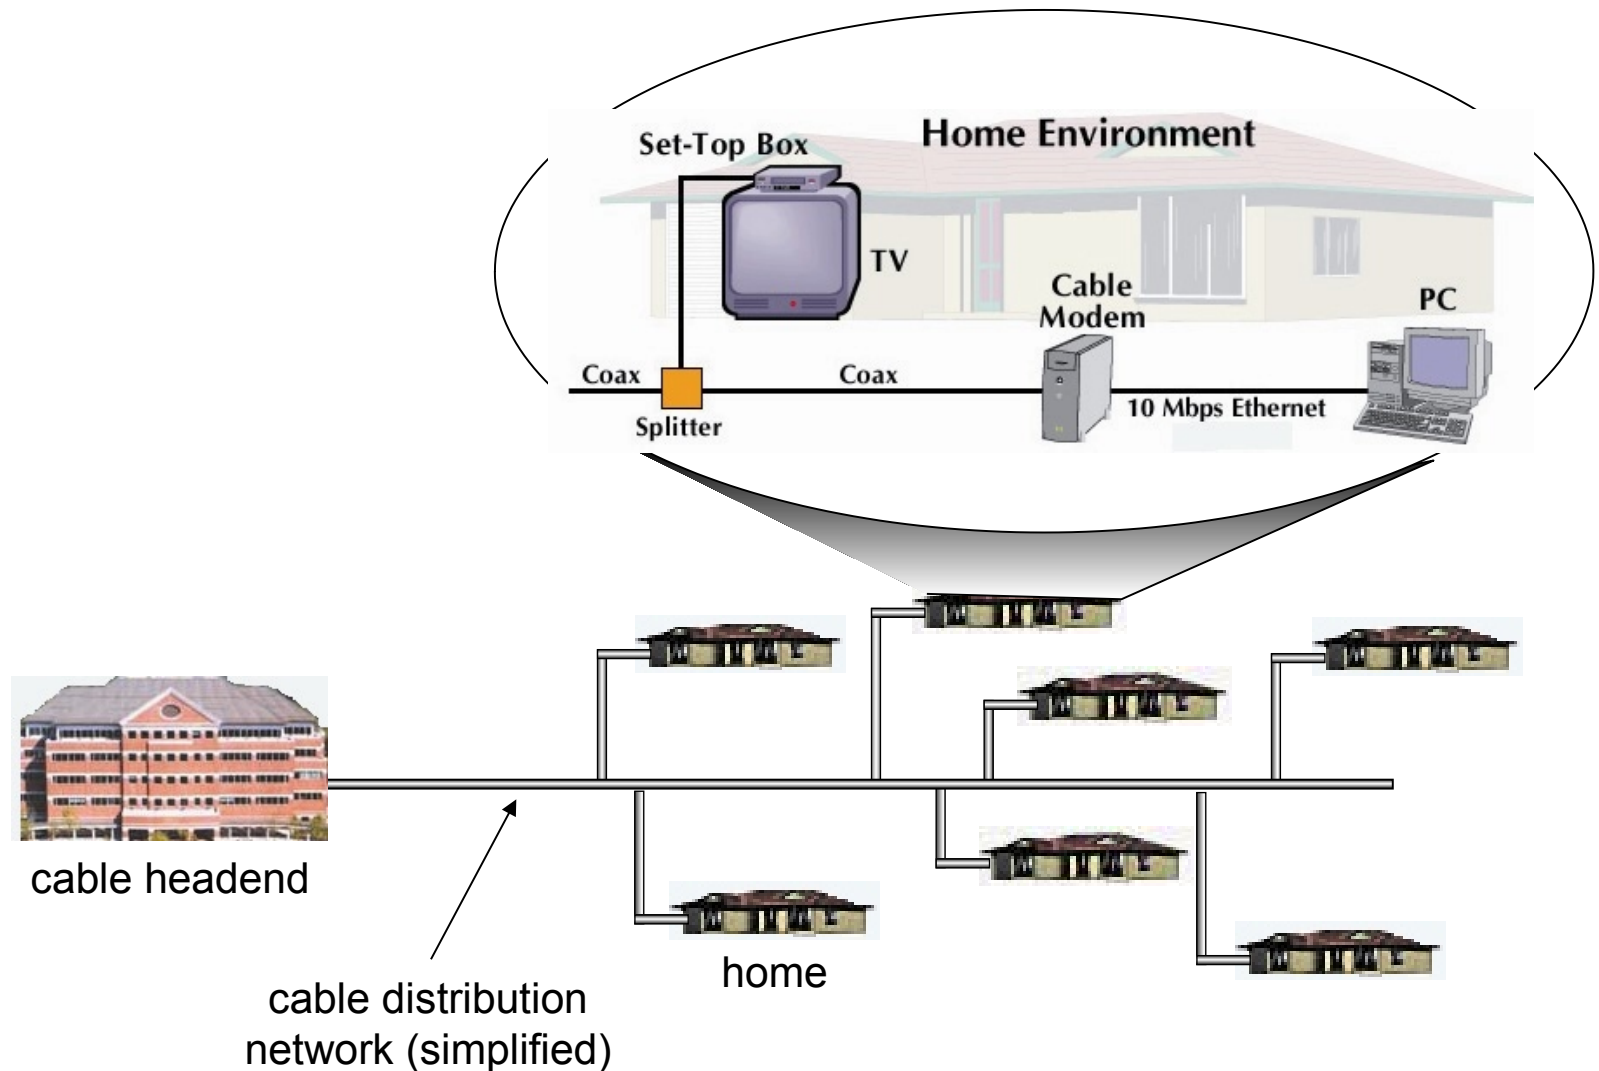 Home Environment
Set-Top Box
TV
Cable
Modem
PC
Coax
Coax
10 Mbps Ethernet
Splitter
cable headend
home
cable distribution
network (simplified)